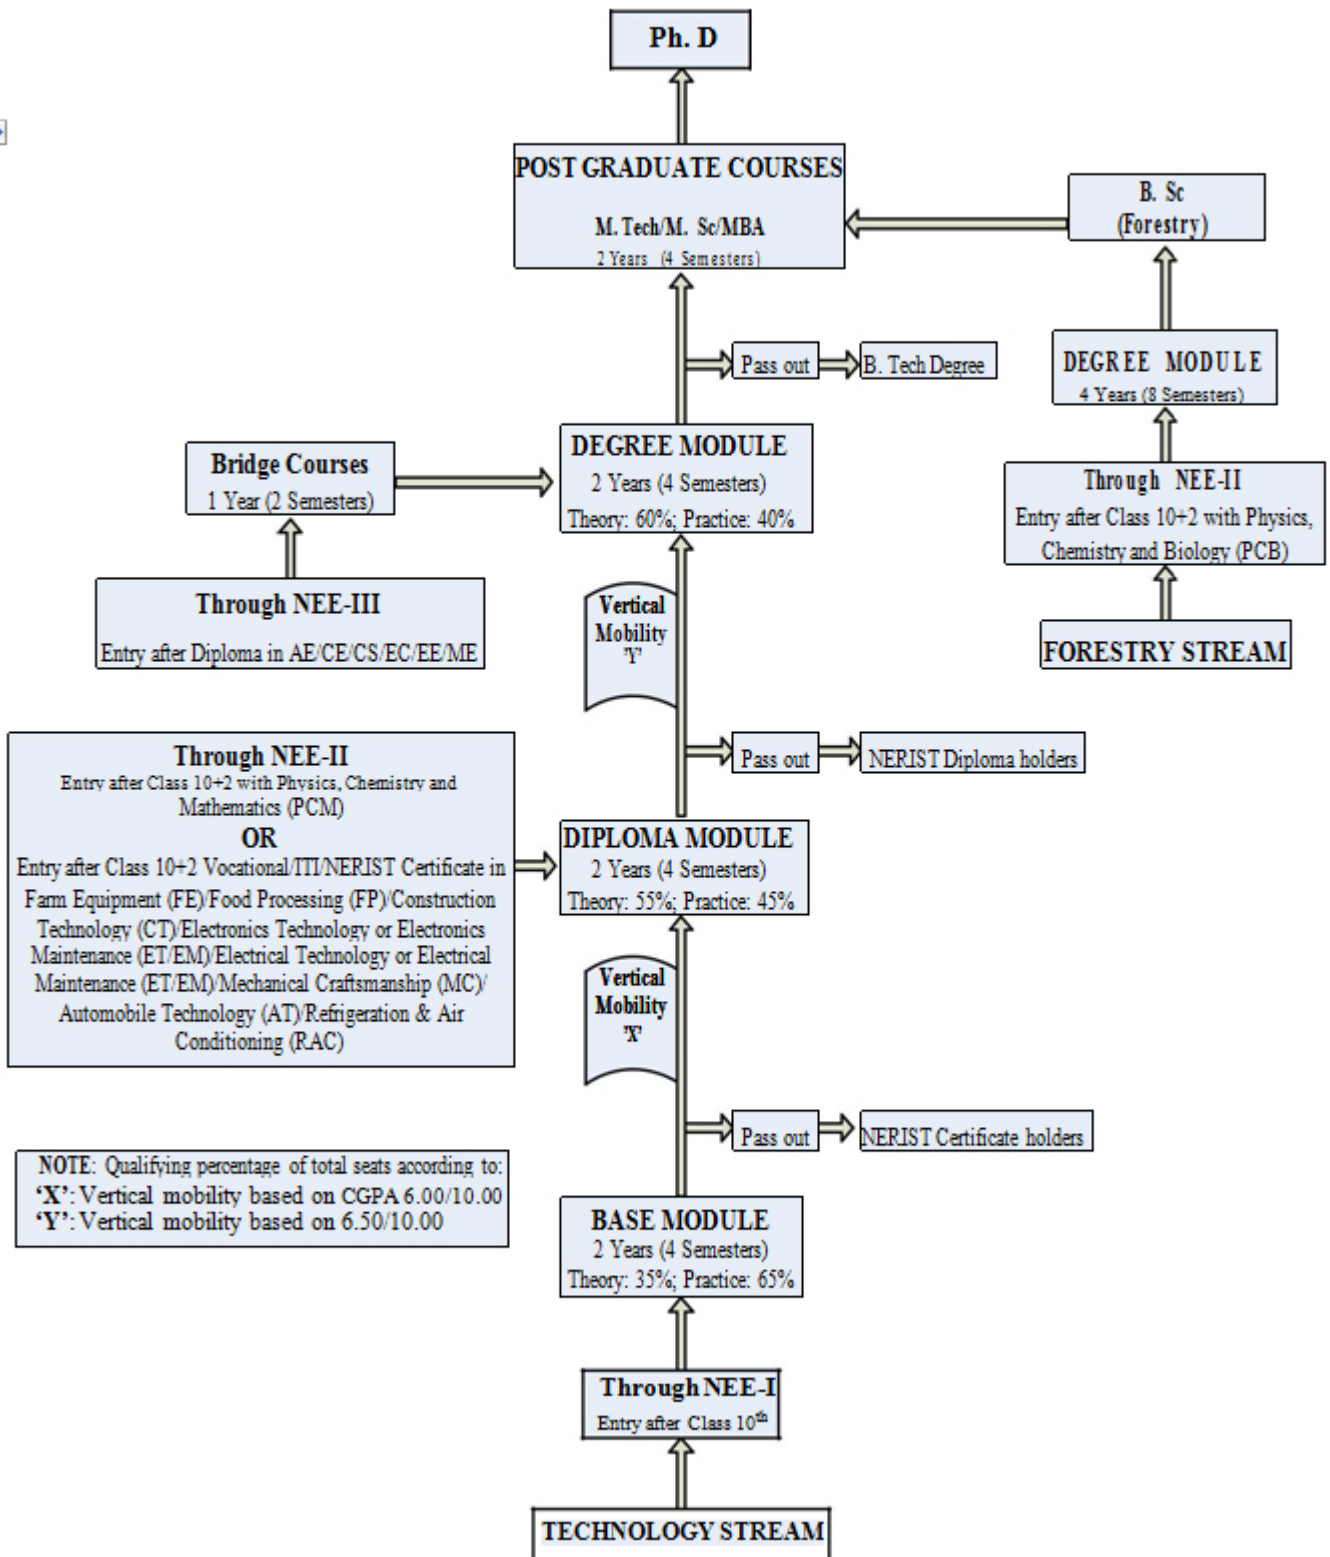 Ph. D
POST GRADUATE COURSES
M. Tech/M. Sc/MBA
2 Years (4 Semesters)
B. Sc
(Forestry)
Pass out
B. Tech Degree
DEGREE MODULE
4 Years (8 Semesters)
Bridge Courses
1 Year (2 Semesters)
DEGREE MODULE
2 Years (4 Semesters)
Theory: 60%; Practice: 40%
Through NEE-II
Entry after Class 10+2 with Physics,
Chemistry and Biology (PCB)
Through NEE-III
Entry after Diploma in AE/CE/CS/EC/EE/ME
Vertical
Mobility
'Y'
FORESTRY STREAM
Through NEE-II
Entry after Class 10+2 with Physics, Chemistry and
Mathematics (PCM)
OR
Entry after Class 10+2 Vocational/ITI/NERIST Certificate in
Farm Equipment (FE)/Food Processing (FP)/Construction
Technology (CT)/Electronics Technology or Electronics
Maintenance (ET/EM)/Electrical Technology or Electrical
Maintenance (ET/EM)/Mechanical Craftsmanship (MC)/
Automobile Technology (AT)/Refrigeration & Air
Conditioning (RAC)
Pass out
NERIST Diploma holders
DIPLOMA MODULE
2 Years (4 Semesters)
Theory: 55%; Practice: 45%
Vertical
Mobility
'X'
Pass out
NERIST Certificate holders
NOTE: Qualifying percentage of total seats according to:
‘X’: Vertical mobility based on CGPA 6.00/10.00
‘Y’: Vertical mobility based on 6.50/10.00
BASE MODULE
2 Years (4 Semesters)
Theory: 35%; Practice: 65%
Through NEE-I
Entry after Class 10th
TECHNOLOGY STREAM